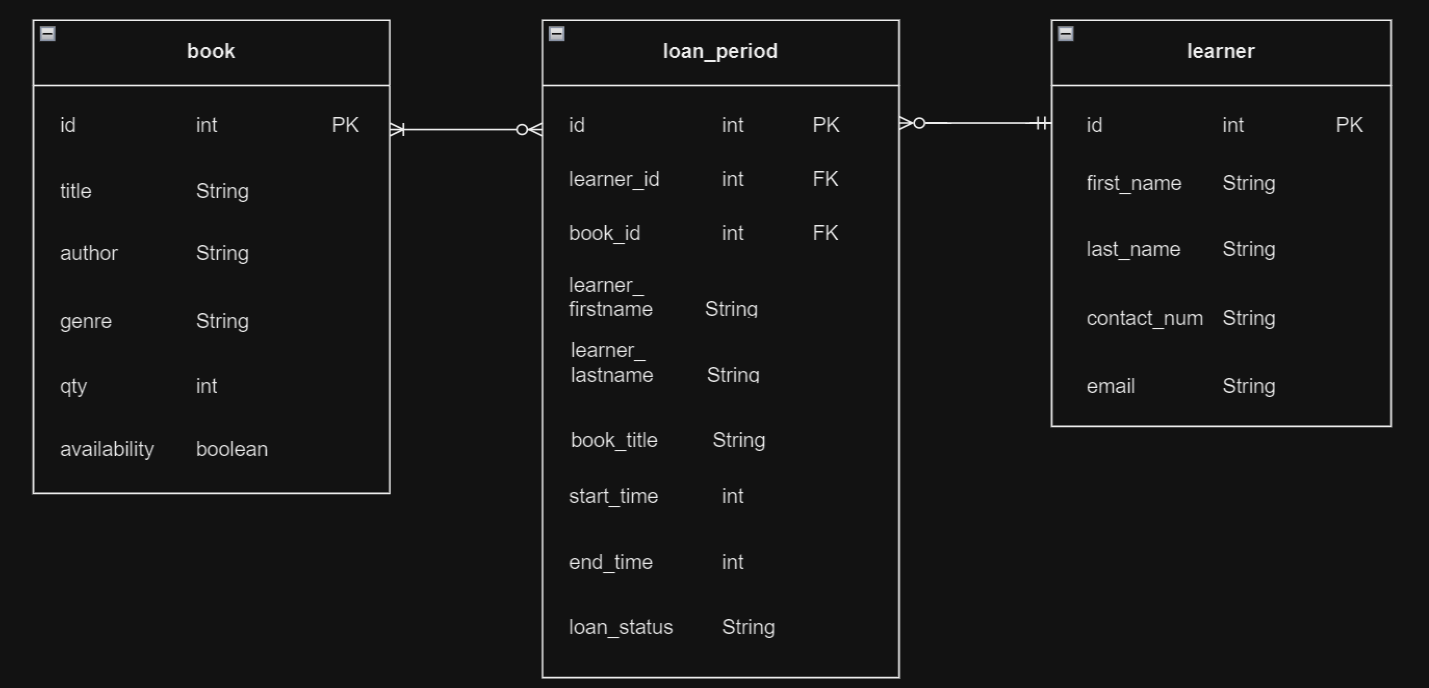 book
id int PK
title String
author String
genre String
qty int
availability boolean
loan_period
id int PK
learner_id int FK
book_id int FK
learner_
firstname String
learner_
lastname String
book_title String
start_time int
end_time int
loan_status String
learner
id int PK
first_name String
last_name String
contact_num String
email String